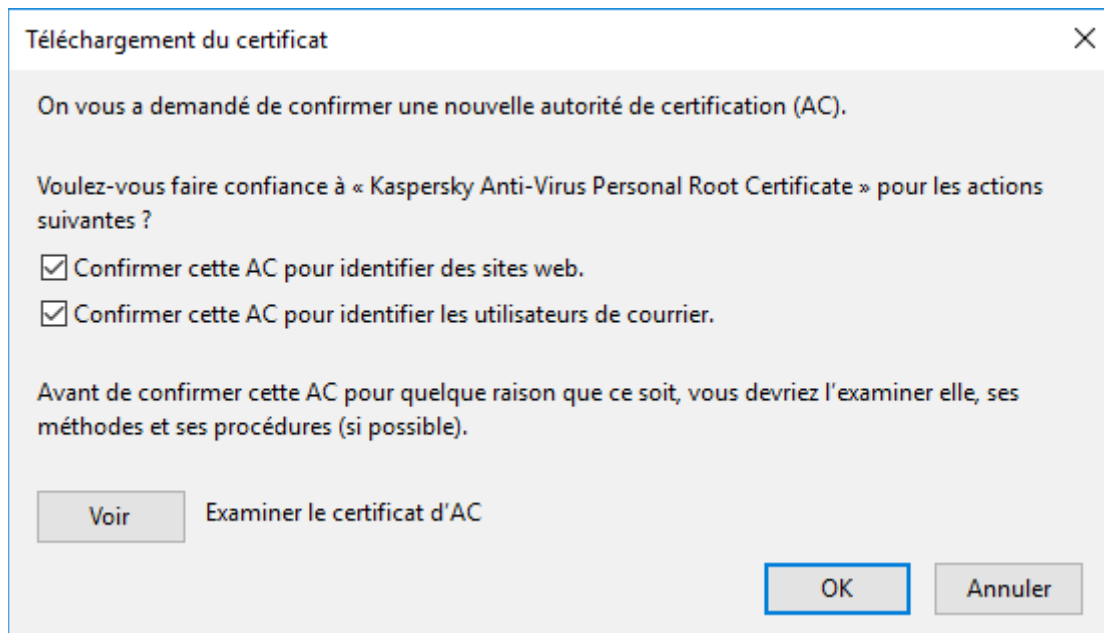 Téléchargement du certificat
On vous a demandé de confirmer une nouvelle autorité de certification (AC).
Voulez-vous faire confiance à « Kaspersky Anti-Virus Personal Root Certificate » pour les actions
suivantes ?
Confirmer cette AC pour identifier des sites web.
Confirmer cette AC pour identifier les utilisateurs de courrier.
Avant de confirmer cette AC pour quelque raison que ce soit, vous devriez l’examiner elle, ses
méthodes et ses procédures (si possible).
Voir Examiner le certificat d’AC
OK Annuler